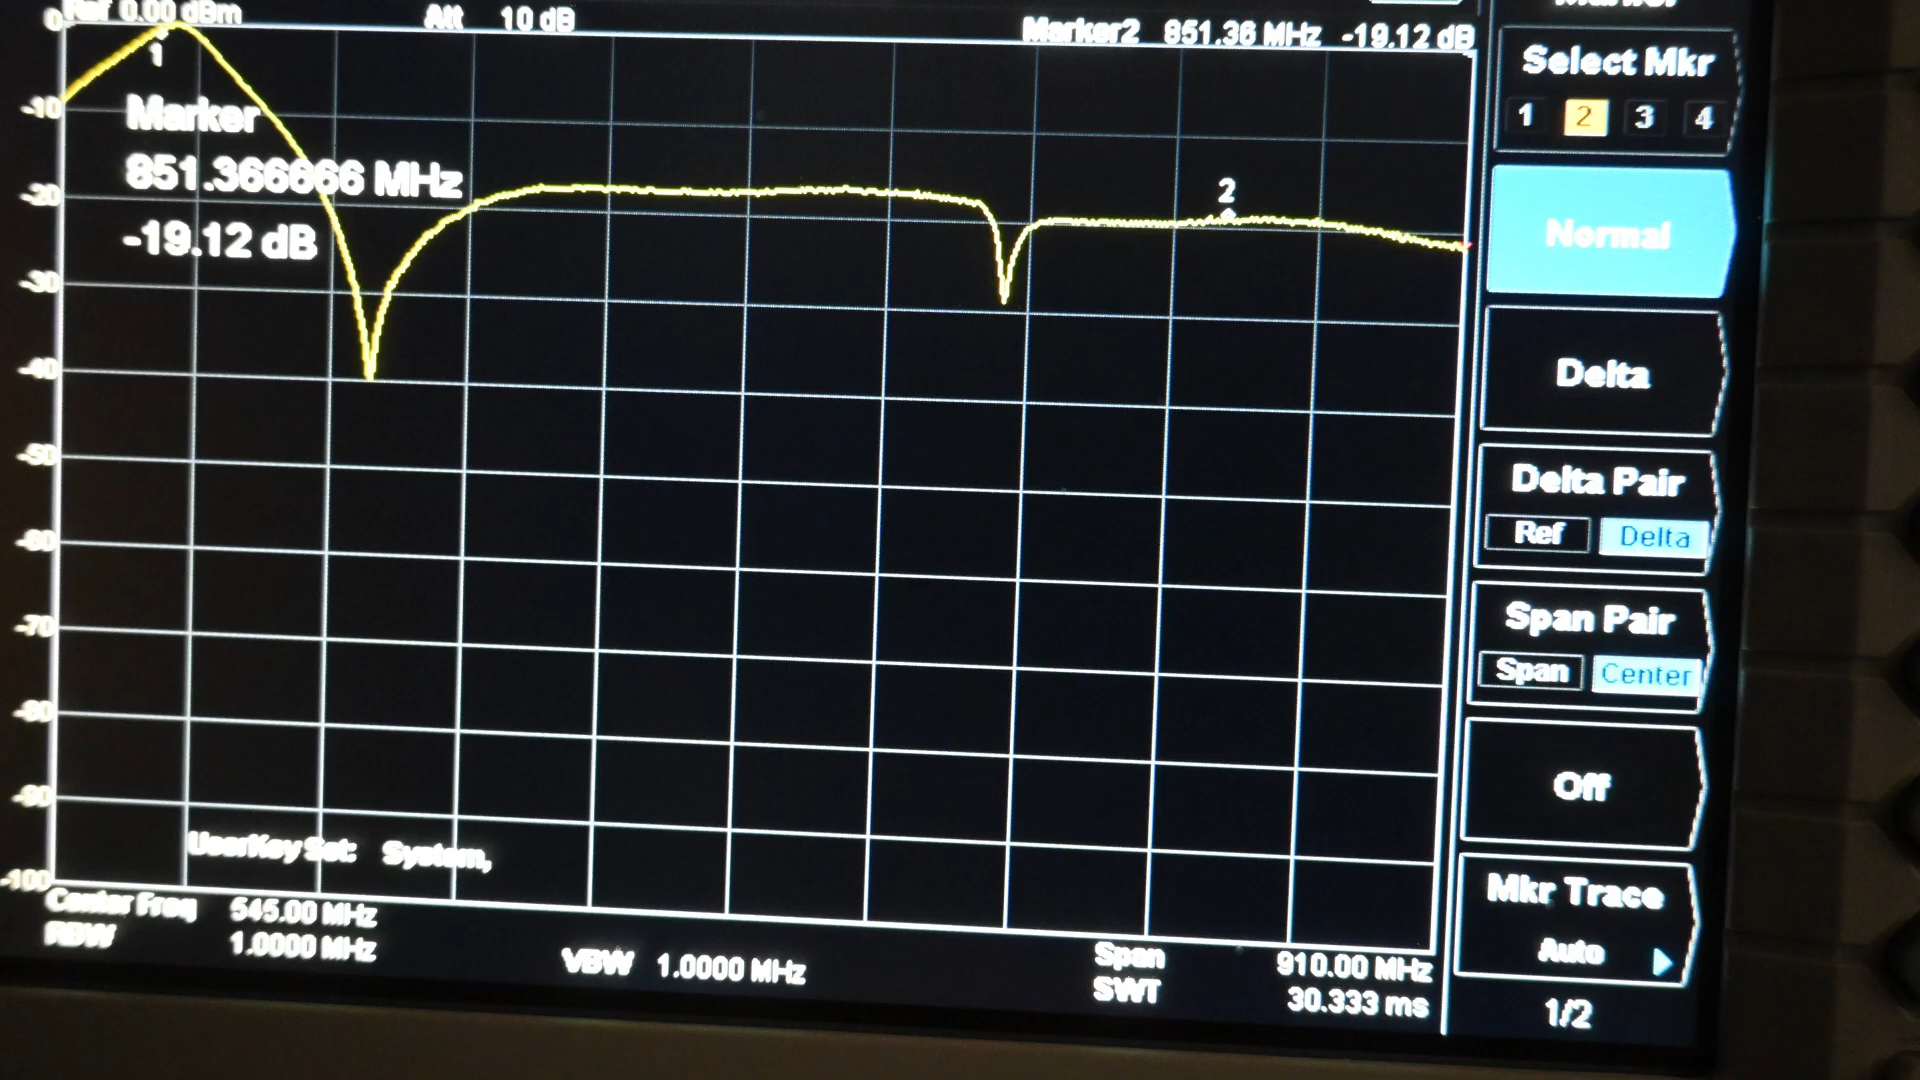 Ref 0.00 dBm Att 10 dB Marker2 851.36 MHz -19.12 dB
0
1
-10
Marker
851.366666 MHz
-20
-19.12 dB
2
-30
-40
-50
-60
-70
-80
-90
-100
UserKey Set: System,
Center Freq 545.00 MHz
RBW 1.0000 MHz
VBW 1.0000 MHz
Span 910.00 MHz
SWT 30.333 ms
Marker
Select Mkr
1 2 3 4
Normal
Delta
Delta Pair
Ref Delta
Span Pair
Span Center
Off
Mkr Trace
Auto
1/2